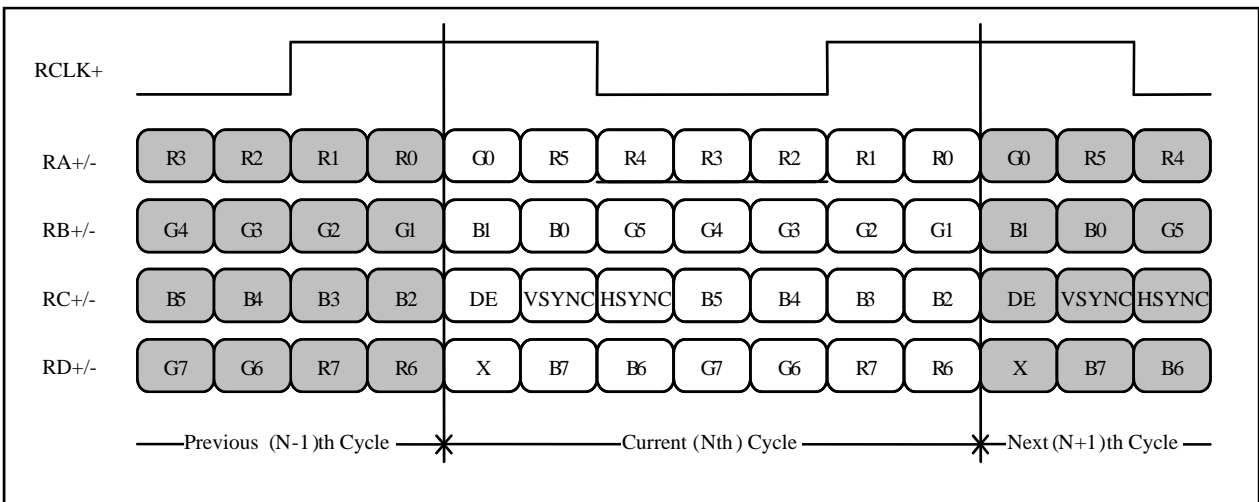 RCLK+
RA+/- R3 R2 R1 R0 G0 R5 R4 R3 R2 R1 R0 G0 R5 R4
RB+/- G4 G3 G2 G1 B1 B0 G5 G4 G3 G2 G1 B1 B0 G5
RC+/- B5 B4 B3 B2 DE VSYNC HSYNC B5 B4 B3 B2 DE VSYNC HSYNC
RD+/- G7 G6 R7 R6 X B7 B6 G7 G6 R7 R6 X B7 B6
Previous (N-1)th Cycle Current (Nth) Cycle Next (N+1)th Cycle